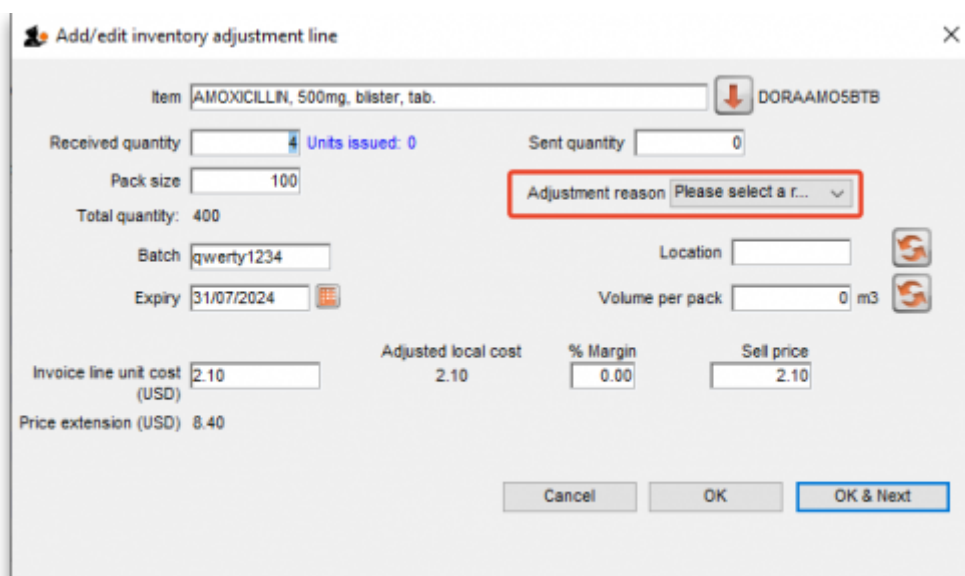 Add/edit inventory adjustment line
Item AMOXICILLIN, 500mg, blister, tab. DORAAMO5BTB
Received quantity 4 Units issued: 0 Sent quantity 0
Pack size 100 Adjustment reason Please select a r...
Total quantity: 400
Batch qwerty1234 Location
Expiry 31/07/2024 Volume per pack 0 m3
Adjusted local cost % Margin Sell price
Invoice line unit cost 2.10 2.10 0.00 2.10
(USD)
Price extension (USD) 8.40
Cancel OK OK & Next